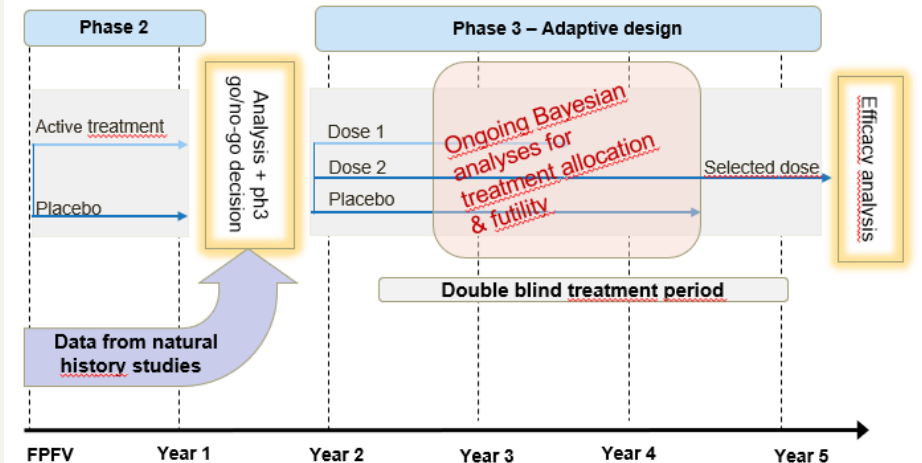 Phase 2
Phase 3 – Adaptive design
Active treatment
Placebo
Analysis + ph3
go/no-go decision
Dose 1
Dose 2
Placebo
Ongoing Bayesian
analyses for
treatment allocation
& futility
Selected dose
Efficacy analysis
Double blind treatment period
Data from natural
history studies
FPFV
Year 1
Year 2
Year 3
Year 4
Year 5